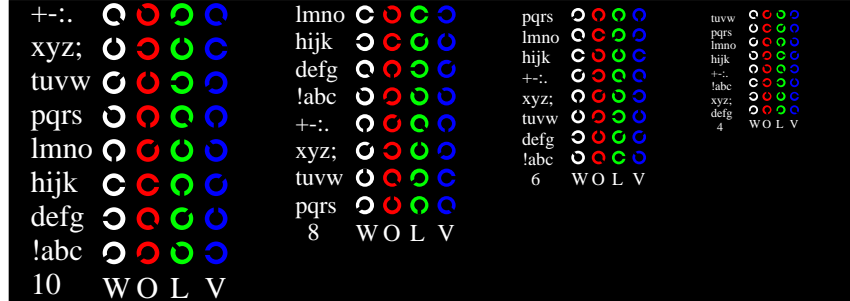 +-:.
xyz;
tuvw
pqrs
lmno
hijk
defg
!abc
10 W O L V
lmno
hijk
defg
!abc
+-:.
xyz;
tuvw
pqrs
8 W O L V
pqrs
lmno
hijk
+-:.
xyz;
tuvw
defg
!abc
6 W O L V
tuvw
pqrs
lmno
hijk
+-:.
!abc
xyz;
defg
4 W O L V